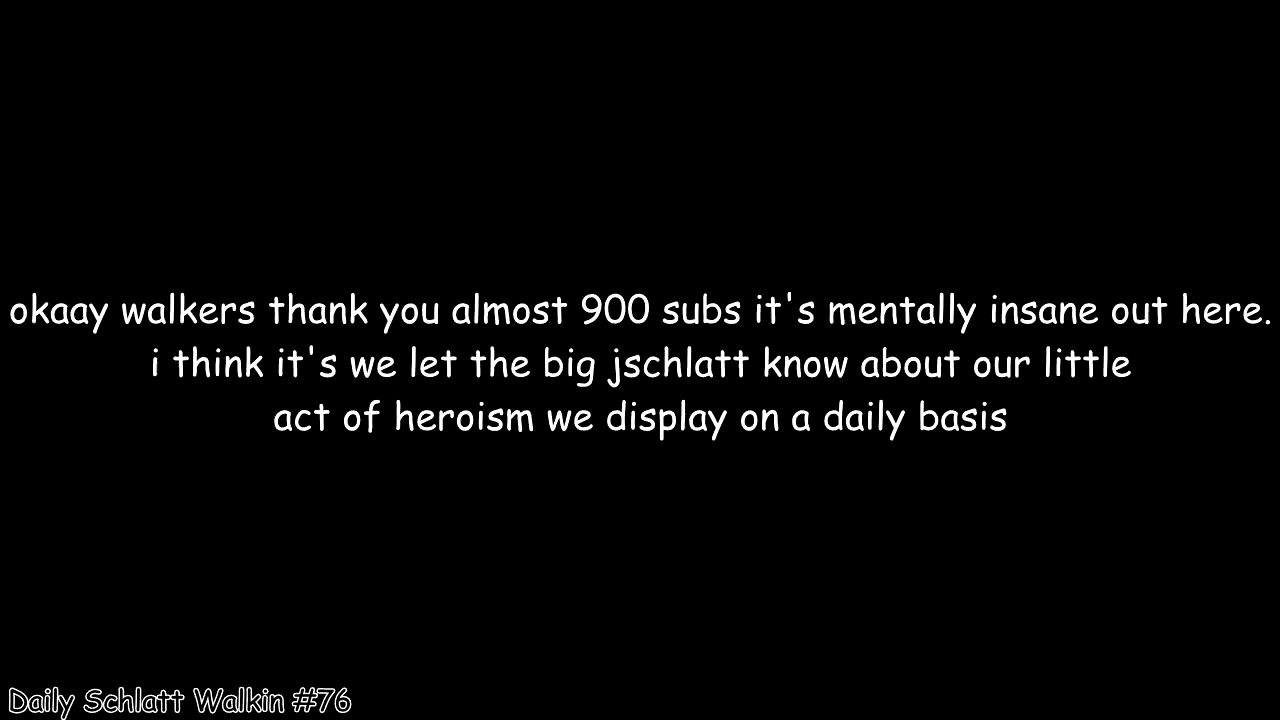 okaay walkers thank you almost 900 subs it's mentally insane out here.
i think it's we let the big jschlatt know about our little
act of heroism we display on a daily basis
Daily Schlatt Walkin #76